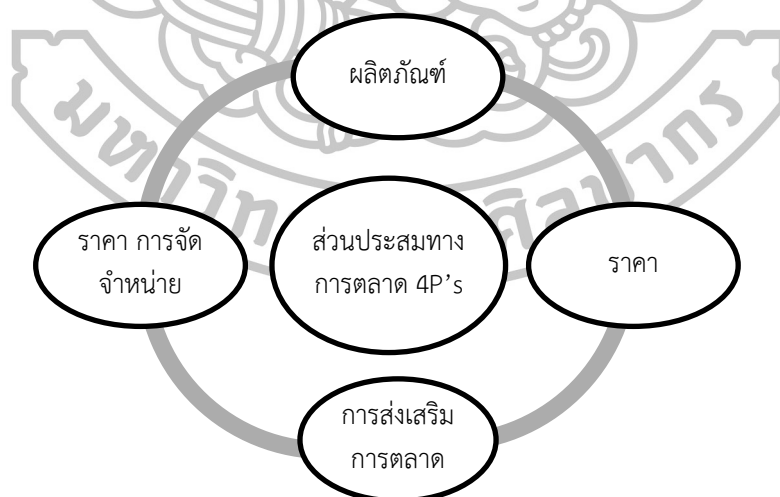 ผลิตภัณฑ์
ราคา การจัด
จำหน่าย
ส่วนประสมทาง
การตลาด 4P’s
ราคา
การส่งเสริม
การตลาด